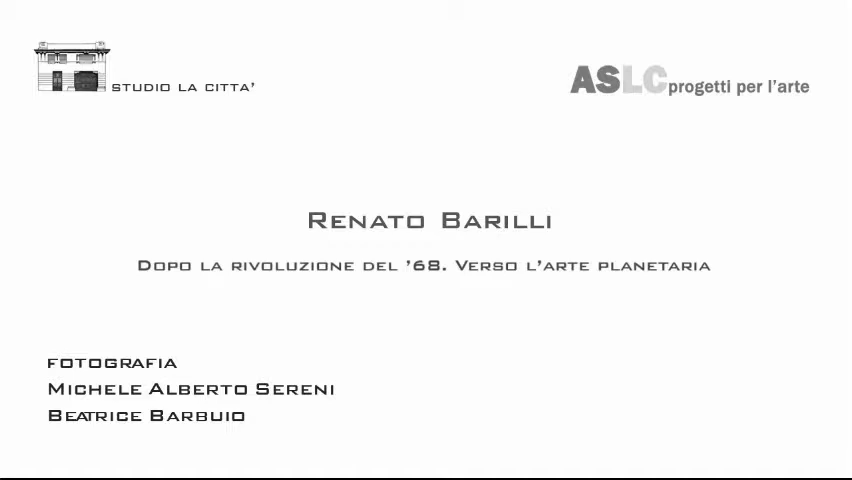 STUDIO LA CITTA'
ASLC progetti per l'arte
RENATO BARILLI
DOPO LA RIVOLUZIONE DEL '68. VERSO L'ARTE PLANETARIA
FOTOGRAFIA
MICHELE ALBERTO SERENI
BEATRICE BARBUIO